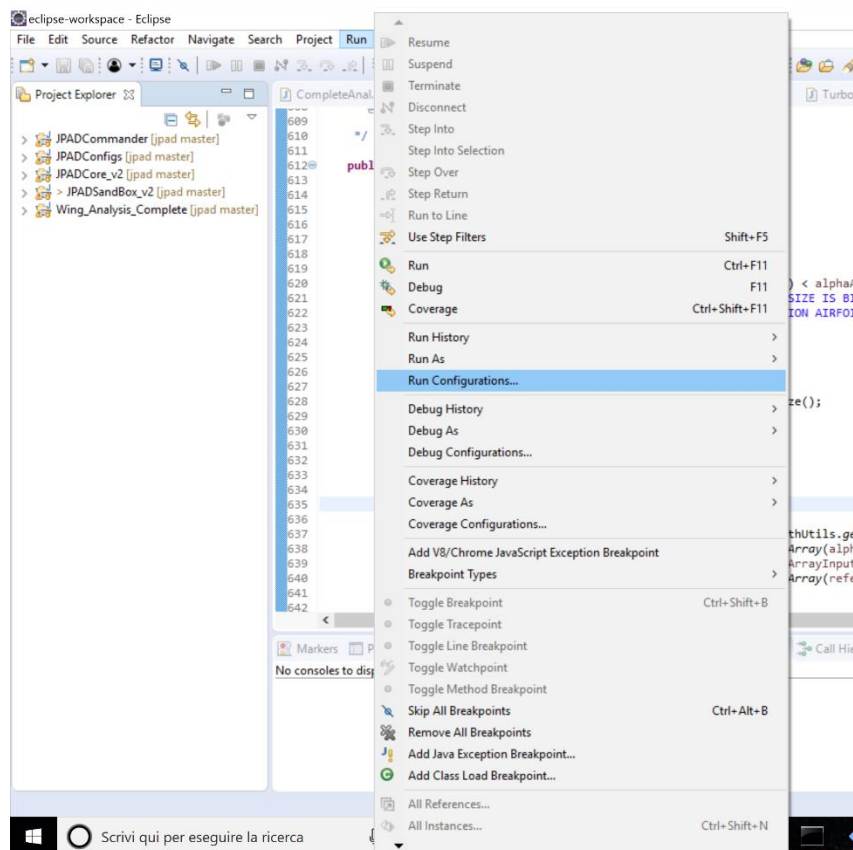 eclipse-workspace - Eclipse
File Edit Source Refactor Navigate Search Project Run
Project Explorer
JPADCommander [jpad master]
JPADConfigs [jpad master]
JPADCore_v2 [jpad master]
> JPADSandBox_v2 [jpad master]
Wing_Analysis_Complete [jpad master]
CompleteAnal
609
610 */
611
612 publ
613
614
615
616
617
618
619
620
621
622
623
624
625
626
627
628
629
630
631
632
633
634
635
636
637
638
639
640
641
642
Resume
Suspend
Terminate
Disconnect
Step Into
Step Into Selection
Step Over
Step Return
Run to Line
Use Step Filters Shift+F5
Run Ctrl+F11
Debug F11
Coverage Ctrl+Shift+F11
Run History
Run As
Run Configurations...
Debug History
Debug As
Debug Configurations...
Coverage History
Coverage As
Coverage Configurations...
Add V8/Chrome JavaScript Exception Breakpoint
Breakpoint Types
Toggle Breakpoint Ctrl+Shift+B
Toggle Tracepoint
Toggle Line Breakpoint
Toggle Watchpoint
Toggle Method Breakpoint
Skip All Breakpoints Ctrl+Alt+B
Remove All Breakpoints
Add Java Exception Breakpoint...
Add Class Load Breakpoint...
All References...
All Instances... Ctrl+Shift+N
Turbo
) < alphaA
SIZE IS BI
ION AIRFOI
ze();
thUtils.ge
Array(alph
ArrayInput
Array(refe
Markers P
Call Hie
No consoles to disp
Scrivi qui per eseguire la ricerca